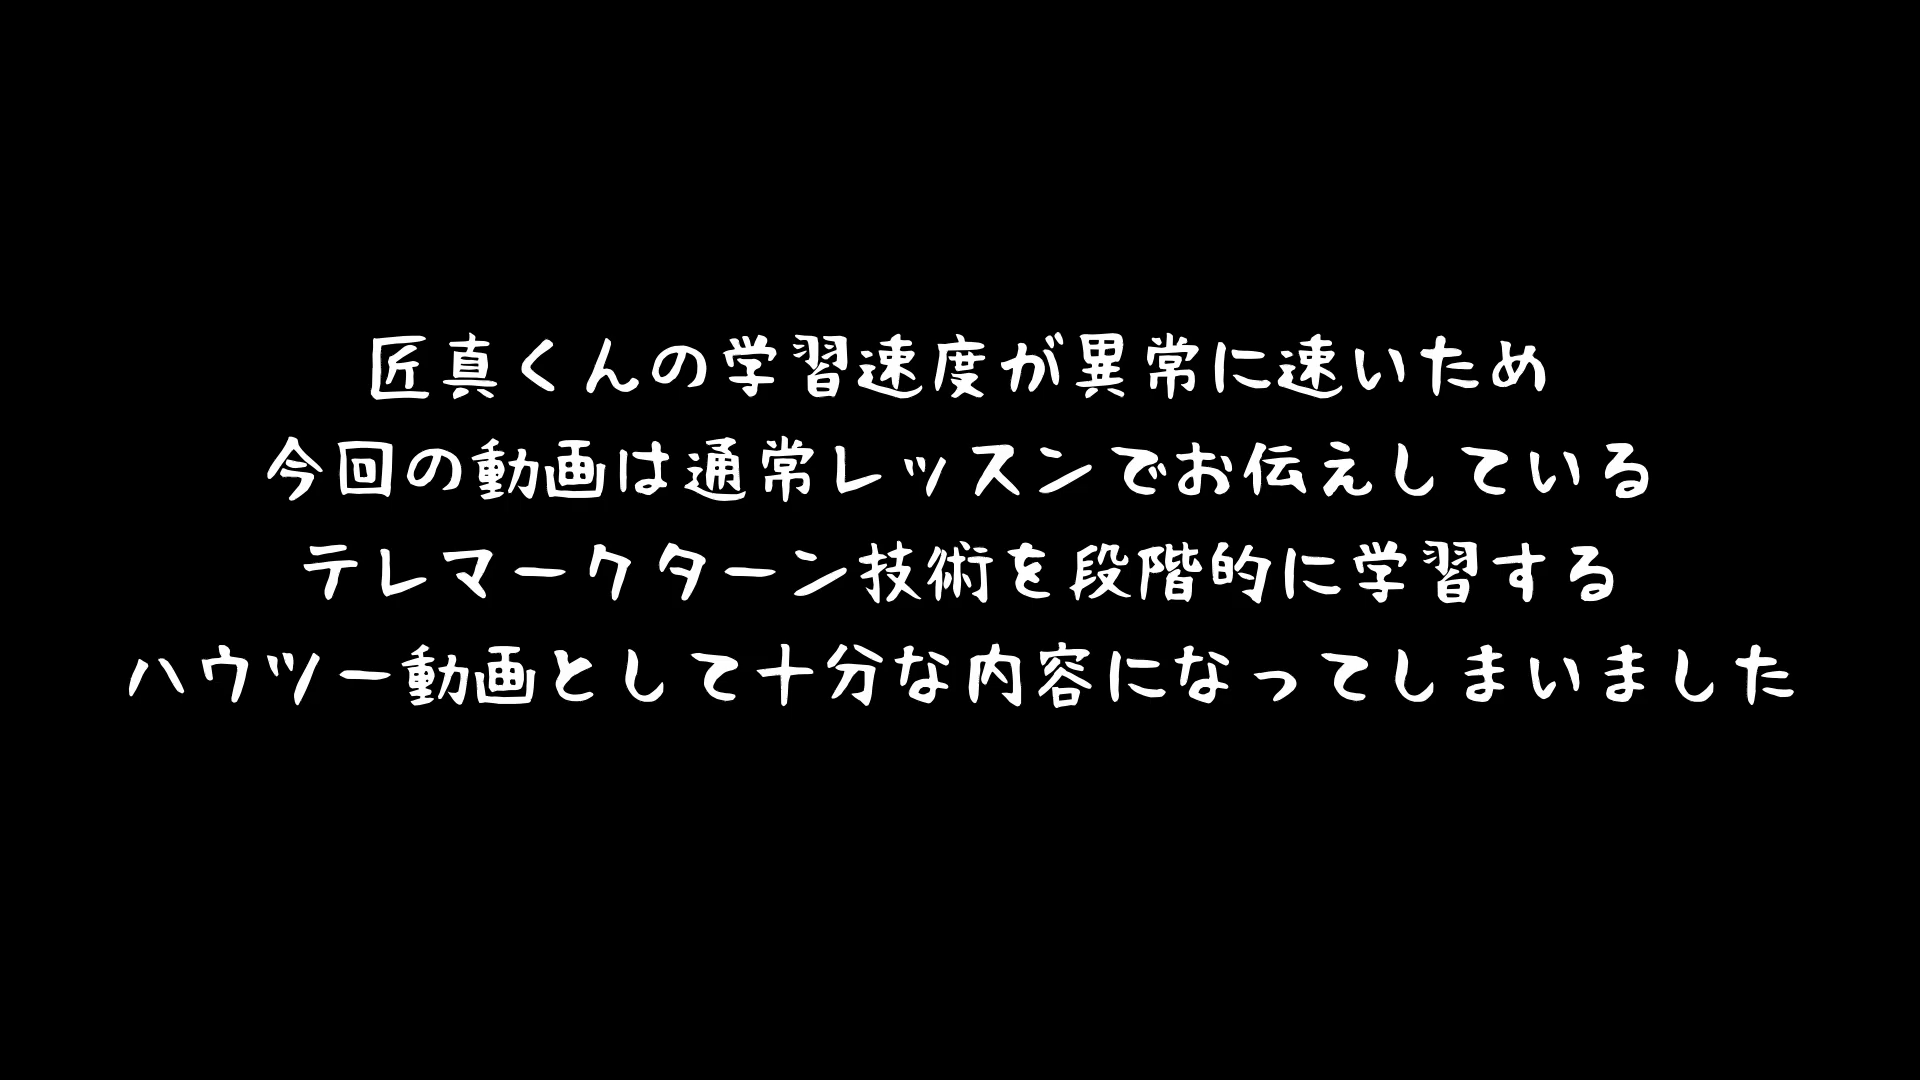 匠真くんの学習速度が異常に速いため
今回の動画は通常レッスンでお伝えしている
テレマークターン技術を段階的に学習する
ハウツー動画として十分な内容になってしまいました